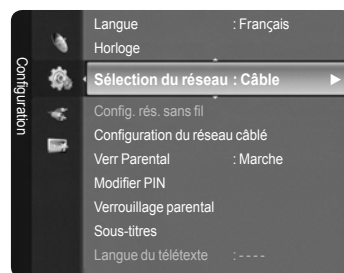 Configuration
Langue : Français
Horloge
Sélection du réseau : Câble
Config. rés. sans fil
Configuration du réseau câblé
Verr Parental : Marche
Modifier PIN
Verrouillage parental
Sous-titres
Langue du télétexte : - - - -